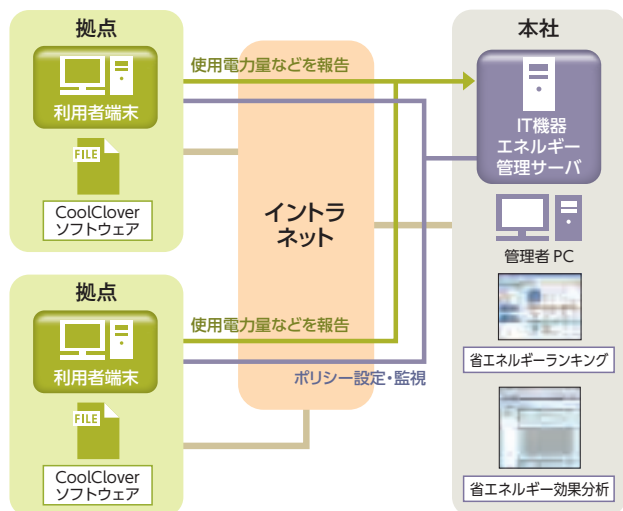 拠点
利用者端末
FILE
CoolClover
ソフトウェア
使用電力量などを報告
イントラ
ネット
拠点
利用者端末
FILE
CoolClover
ソフトウェア
使用電力量などを報告
ポリシー設定・監視
本社
IT機器
エネルギー
管理サーバ
管理者 PC
省エネルギーランキング
省エネルギー効果分析